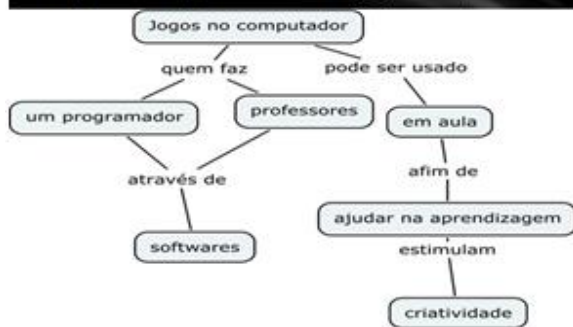 Jogos no computador
quem faz
pode ser usado
um programador
professores
em aula
através de
afim de
softwares
ajudar na aprendizagem
estimulam
criatividade